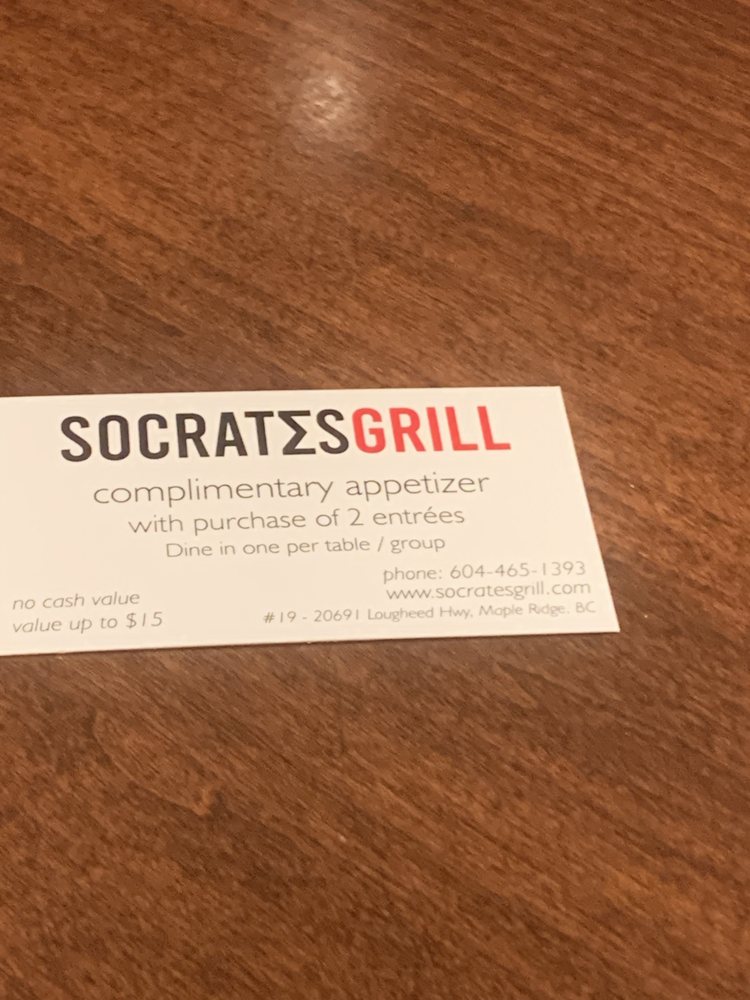 SOCRATΣSGRILL
complimentary appetizer
with purchase of 2 entrées
Dine in one per table / group
phone: 604-465-1393
www.socratesgrill.com
#19 - 20691 Lougheed Hwy, Maple Ridge, BC
no cash value
value up to $15